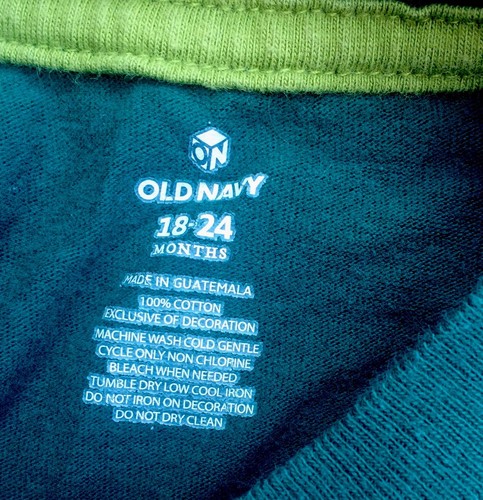 ON
OLD NAVY
18-24
MONTHS
MADE IN GUATEMALA
100% COTTON
EXCLUSIVE OF DECORATION
MACHINE WASH COLD GENTLE
CYCLE ONLY NON CHLORINE
BLEACH WHEN NEEDED
TUMBLE DRY LOW COOL IRON
DO NOT IRON ON DECORATION
DO NOT DRY CLEAN